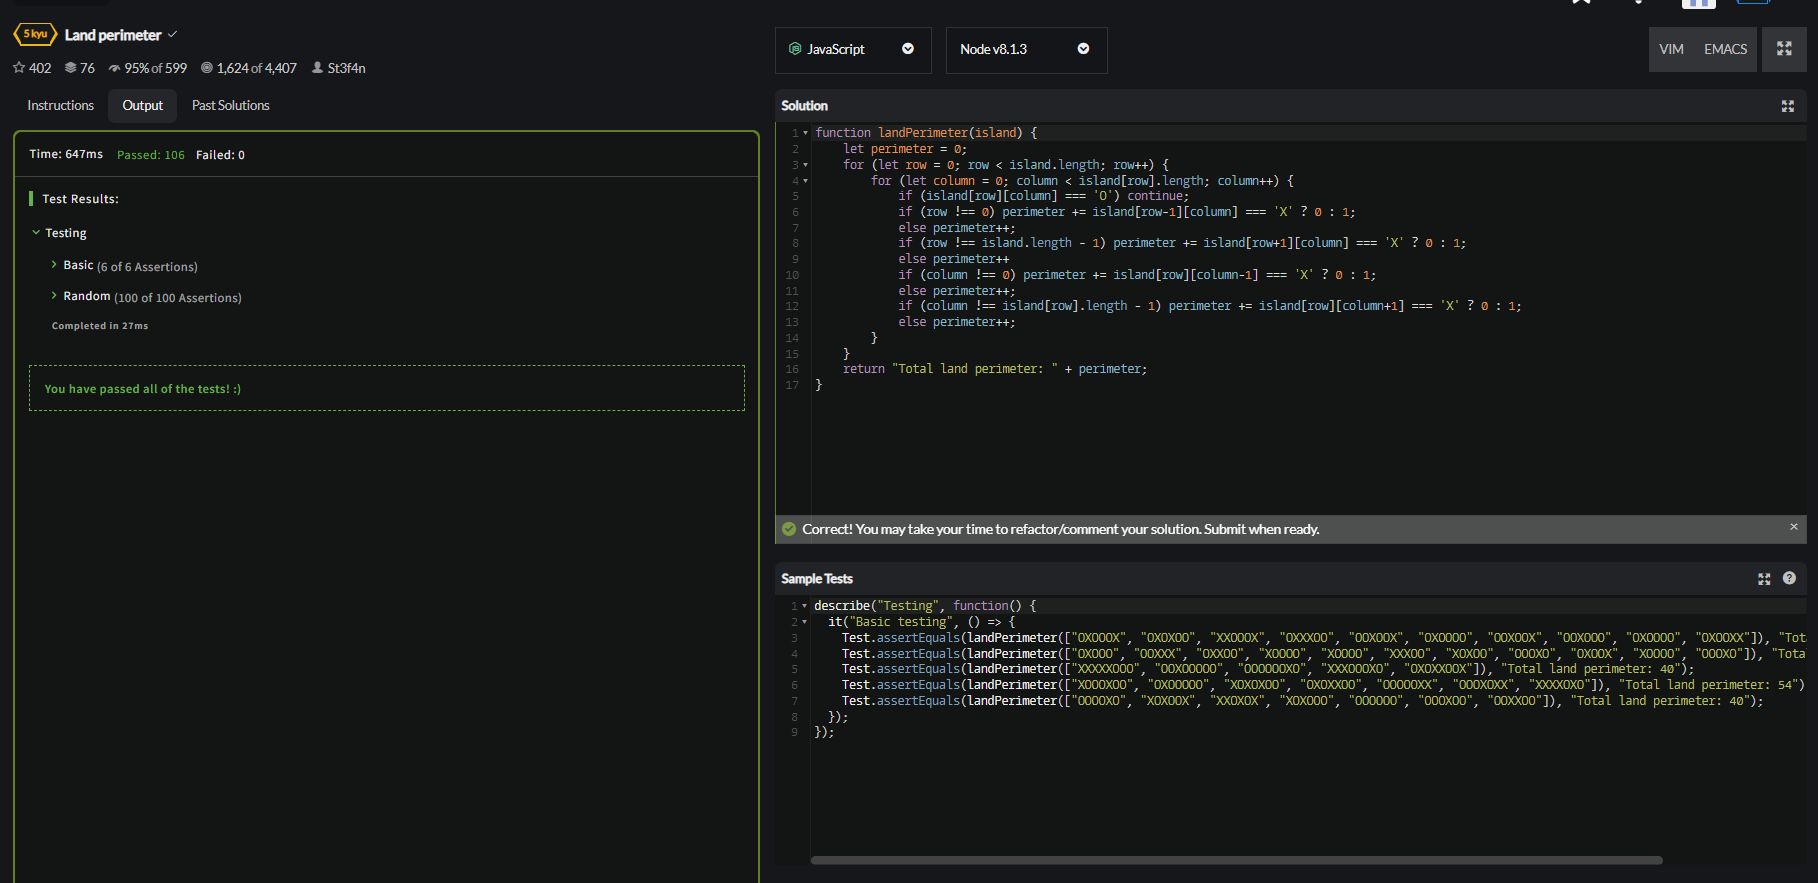 5 kyu Land perimeter
402 76 95% of 599 1,624 of 4,407 St3f4n
Instructions Output Past Solutions
Time: 647ms Passed: 106 Failed: 0
Test Results:
Testing
Basic (6 of 6 Assertions)
Random (100 of 100 Assertions)
Completed in 27ms
You have passed all of the tests! :)
JavaScript Node v8.1.3 VIM EMACS
Solution
1 function landPerimeter(island) {
2 let perimeter = 0;
3 for (let row = 0; row < island.length; row++) {
4 for (let column = 0; column < island[row].length; column++) {
5 if (island[row][column] === 'O') continue;
6 if (row !== 0) perimeter += island[row-1][column] === 'X' ? 0 : 1;
7 else perimeter++;
8 if (row !== island.length - 1) perimeter += island[row+1][column] === 'X' ? 0 : 1;
9 else perimeter++
10 if (column !== 0) perimeter += island[row][column-1] === 'X' ? 0 : 1;
11 else perimeter++;
12 if (column !== island[row].length - 1) perimeter += island[row][column+1] === 'X' ? 0 : 1;
13 else perimeter++;
14 }
15 }
16 return "Total land perimeter: " + perimeter;
17 }
Correct! You may take your time to refactor/comment your solution. Submit when ready.
Sample Tests
1 describe("Testing", function() {
2 it("Basic testing", () => {
3 Test.assertEquals(landPerimeter(["OXOOOX", "OXOXOO", "XXOOOX", "OXXXOO", "OOXOOX", "OXOOOO", "OOXOOX", "OOXOOO", "OXOOOO", "OXOOXX"]), "Tot
4 Test.assertEquals(landPerimeter(["OXOOO", "OOXXX", "OXXOO", "XOOOO", "XOOOO", "XXXOO", "XOXOO", "OOOXO", "OXOOX", "XOOOO", "OOOXO"]), "Tota
5 Test.assertEquals(landPerimeter(["XXXXXOOO", "OOXOOOOO", "OOOOOOXO", "XXXOOOXO", "OXOXXOOX"]), "Total land perimeter: 40");
6 Test.assertEquals(landPerimeter(["XOOOXOO", "OXOOOOO", "XOXOXOO", "OXOXXOO", "OOOOOXX", "OOOXOXX", "XXXXOXO"]), "Total land perimeter: 54")
7 Test.assertEquals(landPerimeter(["OOOOXO", "XOXOOX", "XXOXOX", "XOXOOO", "OOOOOO", "OOOXOO", "OOXXOO"]), "Total land perimeter: 40");
8 });
9 });